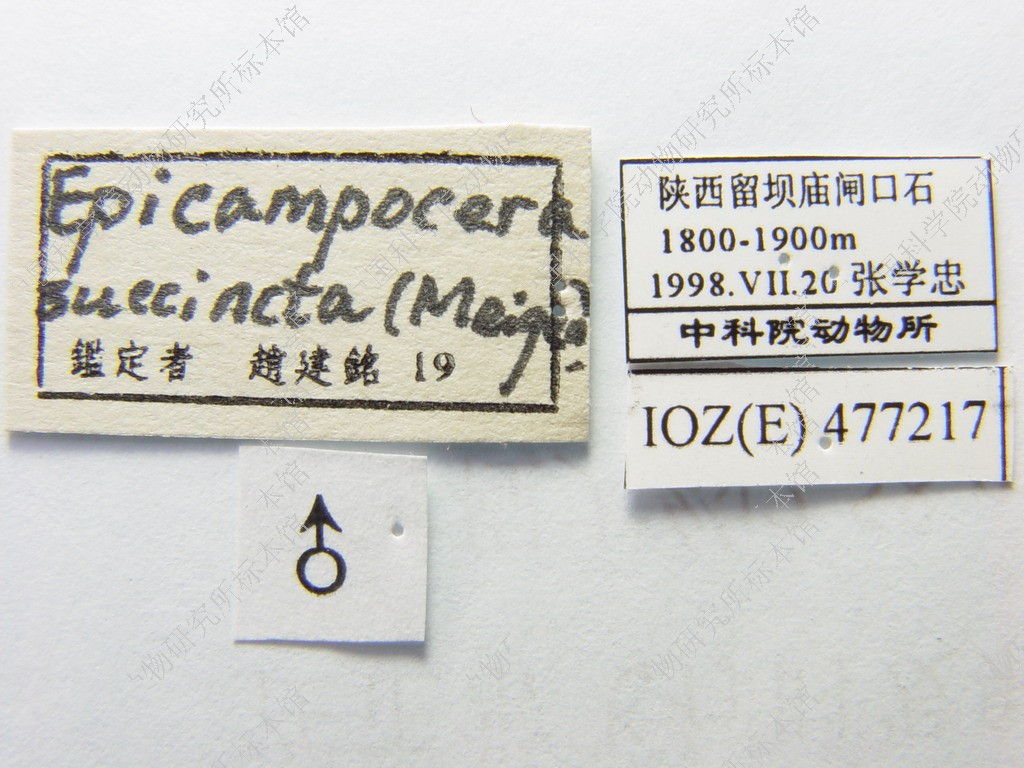 Epicampocera
succincta (Meigen)
鑑定者 趙建銘 19
♂
陕西留坝庙闸口石
1800-1900m
1998.VII.20 张学忠
中科院动物所
IOZ(E) 477217